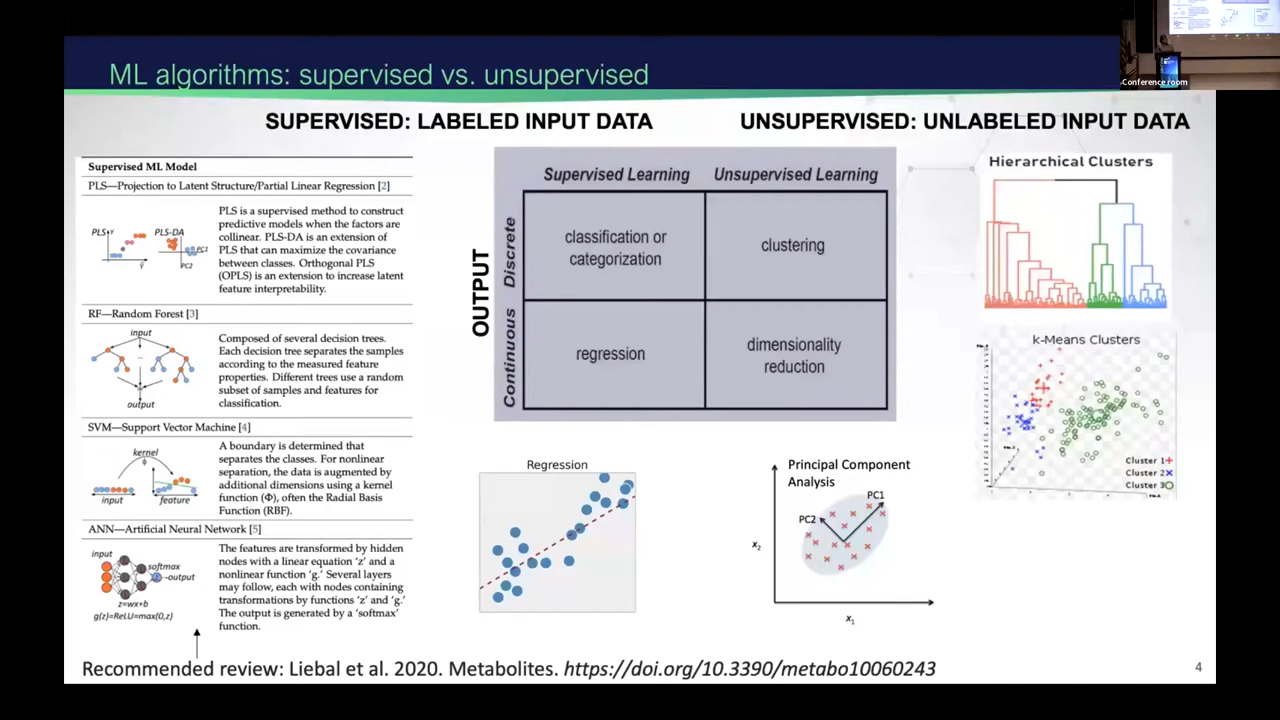 Conference room
ML algorithms: supervised vs. unsupervised
SUPERVISED: LABELED INPUT DATA
UNSUPERVISED: UNLABELED INPUT DATA
Supervised ML Model
PLS—Projection to Latent Structure/Partial Linear Regression [2]
PLS
Y
ŷ
PLS-DA
PC1
PC2
PLS is a supervised method to construct
predictive models when the factors are
collinear. PLS-DA is an extension of
PLS that can maximize the covariance
between classes. Orthogonal PLS
(OPLS) is an extension to increase latent
feature interpretability.
RF—Random Forest [3]
input
output
Composed of several decision trees.
Each decision tree separates the samples
according to the measured feature
properties. Different trees use a random
subset of samples and features for
classification.
SVM—Support Vector Machine [4]
kernel
ϕ
input
feature
A boundary is determined that
separates the classes. For nonlinear
separation, the data is augmented by
additional dimensions using a kernel
function (Φ), often the Radial Basis
Function (RBF).
ANN—Artificial Neural Network [5]
input
softmax
output
z=wx+b
g(z)=ReLU=max(0,z)
The features are transformed by hidden
nodes with a linear equation ‘z’ and a
nonlinear function ‘g.’ Several layers
may follow, each with nodes containing
transformations by functions ‘z’ and ‘g.’
The output is generated by a ‘softmax’
function.
OUTPUT
Supervised Learning
Unsupervised Learning
Discrete
classification or
categorization
clustering
Continuous
regression
dimensionality
reduction
Regression
Principal Component
Analysis
PC1
PC2
x2
x1
Hierarchical Clusters
k-Means Clusters
Cluster 1
Cluster 2
Cluster 3
Recommended review: Liebal et al. 2020. Metabolites. https://doi.org/10.3390/metabo10060243
4